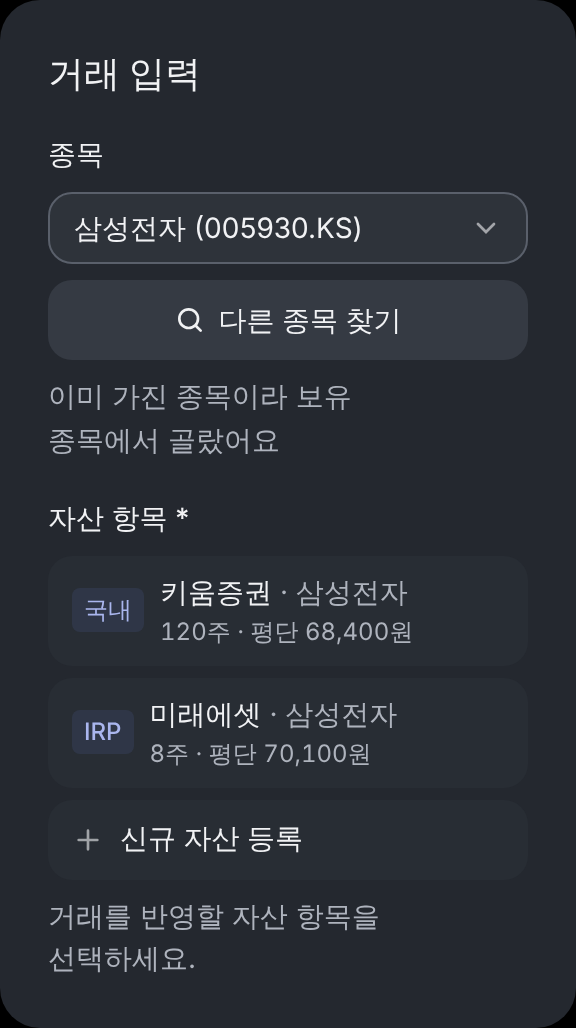 거래 입력
종목
삼성전자 (005930.KS)
다른 종목 찾기
이미 가진 종목이라 보유
종목에서 골랐어요
자산 항목 *
국내
키움증권 · 삼성전자
120주 · 평단 68,400원
IRP
미래에셋 · 삼성전자
8주 · 평단 70,100원
신규 자산 등록
거래를 반영할 자산 항목을
선택하세요.